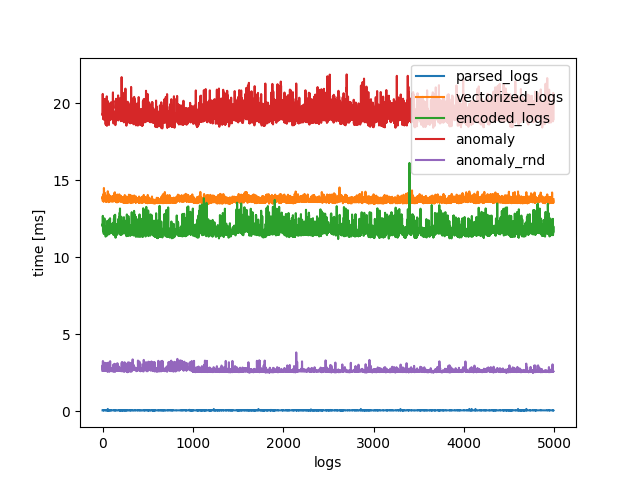 parsed_logs
vectorized_logs
encoded_logs
anomaly
anomaly_rnd
20
15
10
5
0
time [ms]
0 1000 2000 3000 4000 5000
logs